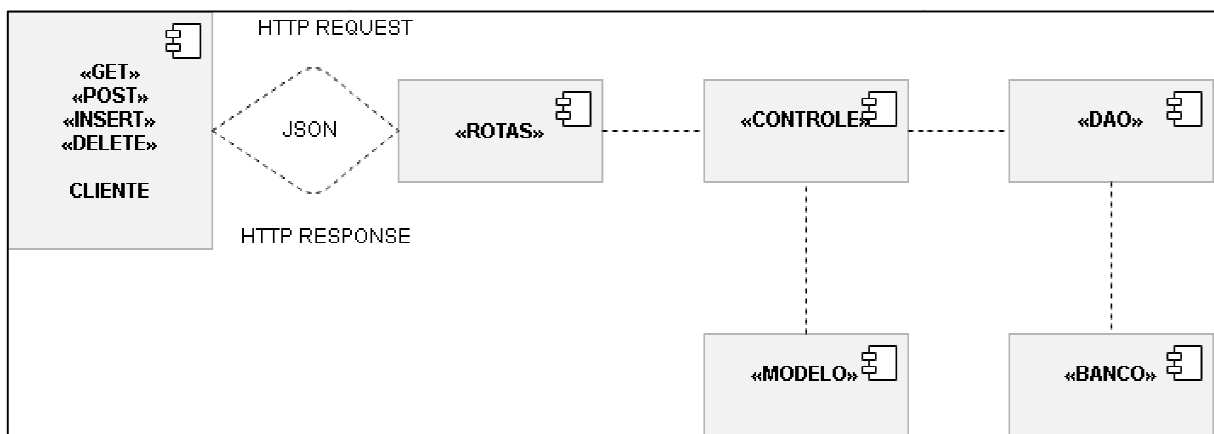 HTTP REQUEST
«GET»
«POST»
«INSERT»
«DELETE»
CLIENTE
JSON
«ROTAS»
«CONTROLE»
«DAO»
HTTP RESPONSE
«MODELO»
«BANCO»